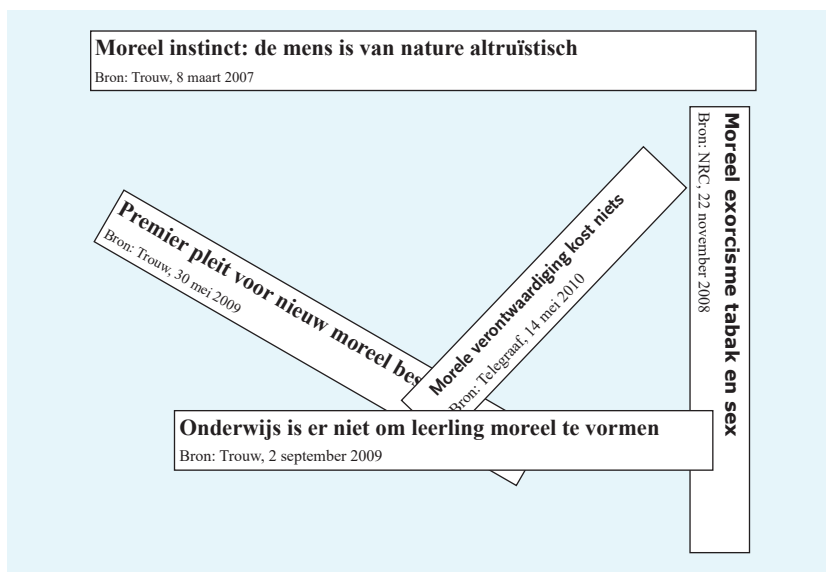 Moreel instinct: de mens is van nature altruïstisch
Bron: Trouw, 8 maart 2007
Moreel exorcisme tabak en sex
Bron: NRC, 22 november 2008
Premier pleit voor nieuw moreel
Bron: Trouw, 30 mei 2009
Morele verontwaardiging kost niets
Bron: Telegraaf, 14 mei 2010
Onderwijs is er niet om leerling moreel te vormen
Bron: Trouw, 2 september 2009